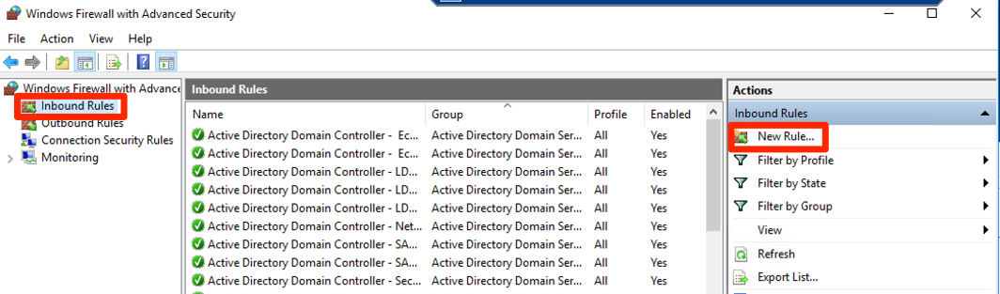 Windows Firewall with Advanced Security
File Action View Help
Windows Firewall with Advance
Inbound Rules
Outbound Rules
Connection Security Rules
Monitoring
Inbound Rules
Name Group Profile Enabled
Active Directory Domain Controller - Ec... Active Directory Domain Ser... All Yes
Active Directory Domain Controller - Ec... Active Directory Domain Ser... All Yes
Active Directory Domain Controller - LD... Active Directory Domain Ser... All Yes
Active Directory Domain Controller - LD... Active Directory Domain Ser... All Yes
Active Directory Domain Controller - LD... Active Directory Domain Ser... All Yes
Active Directory Domain Controller - Net... Active Directory Domain Ser... All Yes
Active Directory Domain Controller - SA... Active Directory Domain Ser... All Yes
Active Directory Domain Controller - SA... Active Directory Domain Ser... All Yes
Active Directory Domain Controller - Sec... Active Directory Domain Ser... All Yes
Actions
Inbound Rules
New Rule...
Filter by Profile
Filter by State
Filter by Group
View
Refresh
Export List...